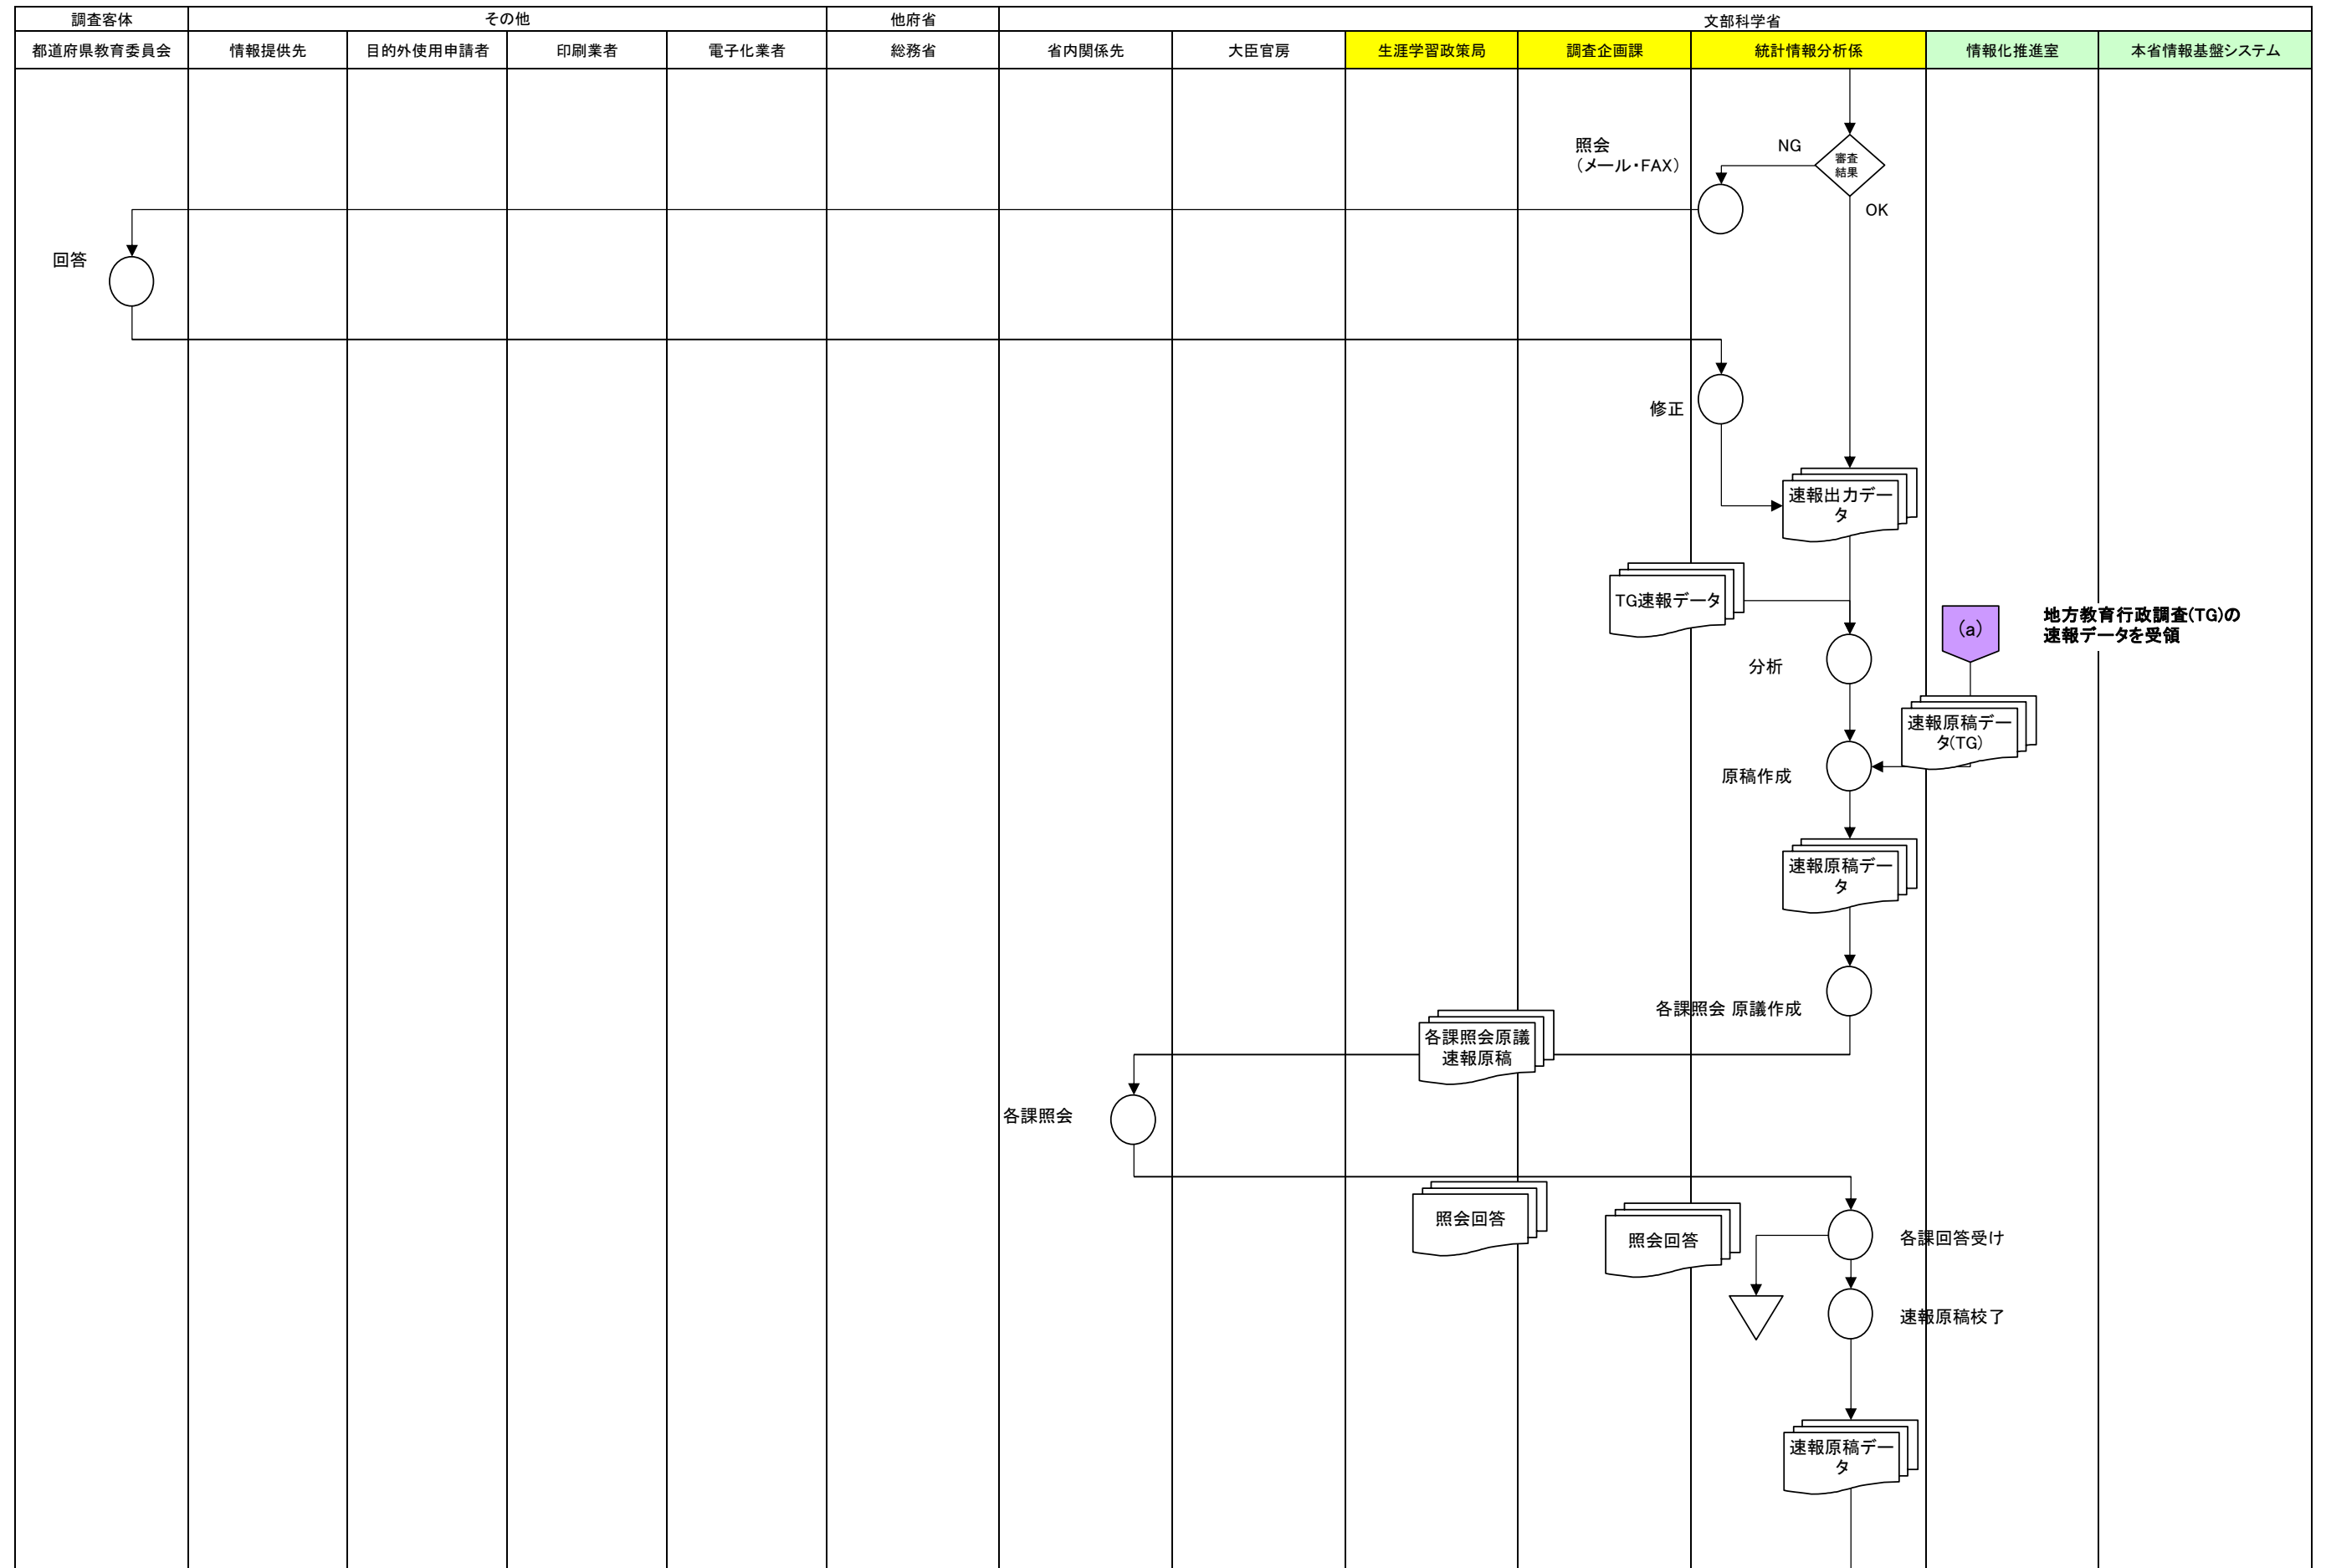 調査客体
その他
他府省
文部科学省
都道府県教育委員会
情報提供先
目的外使用申請者
印刷業者
電子化業者
総務省
省内関係先
大臣官房
生涯学習政策局
調査企画課
統計情報分析係
情報化推進室
本省情報基盤システム
照会
（メール・FAX）
NG
審査
結果
OK
回答
修正
速報出力デー
タ
TG速報データ
(a)
地方教育行政調査(TG)の
速報データを受領
分析
速報原稿デー
タ(TG)
原稿作成
速報原稿デー
タ
各課照会 原議作成
各課照会原議
速報原稿
各課照会
照会回答
照会回答
各課回答受け
速報原稿校了
速報原稿デー
タ